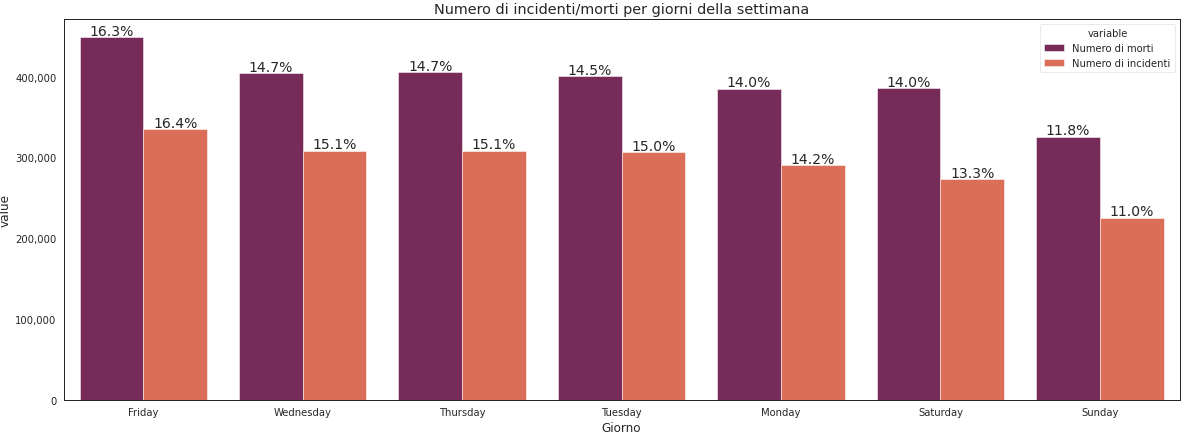 Numero di incidenti/morti per giorni della settimana
variable
Numero di morti
Numero di incidenti
value
400,000
300,000
200,000
100,000
0
16.3%
16.4%
14.7%
15.1%
14.7%
15.1%
14.5%
15.0%
14.0%
14.2%
14.0%
13.3%
11.8%
11.0%
Friday
Wednesday
Thursday
Tuesday
Monday
Saturday
Sunday
Giorno